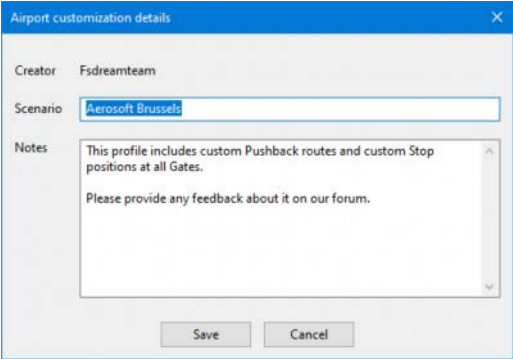 Airport customization details
Creator Fsdreamteam
Scenario Aerosoft Brussels
Notes This profile includes custom Pushback routes and custom Stop
positions at all Gates.
Please provide any feedback about it on our forum.
Save Cancel